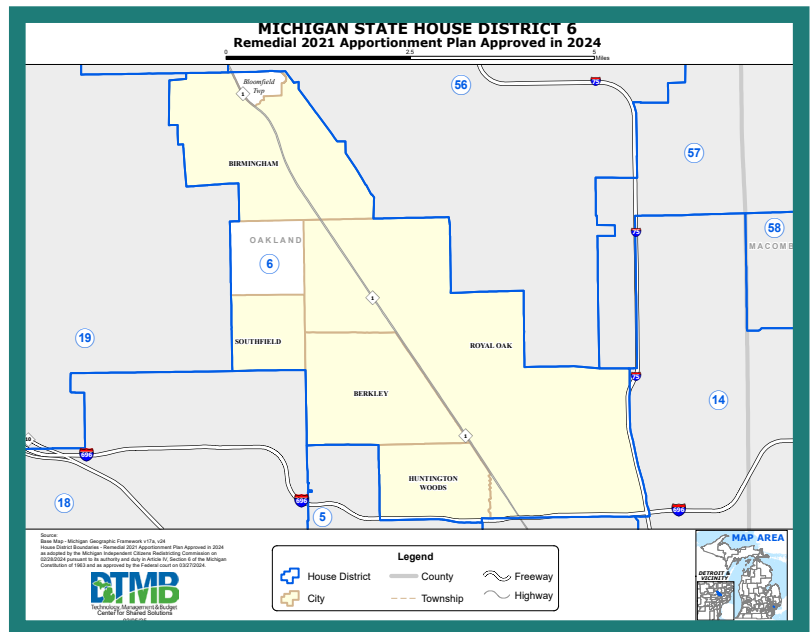 MICHIGAN STATE HOUSE DISTRICT 6
Remedial 2021 Apportionment Plan Approved in 2024
0 2.5 5
Miles
Bloomfield
Twp
1
56
75
57
BIRMINGHAM
58
75
OAKLAND
MACOMB
6
1
19
SOUTHFIELD
ROYAL OAK
75
BERKLEY
14
1
696
HUNTINGTON
WOODS
18
696
5
696
Source:
Base Map - Michigan Geographic Framework v17a, v24
House District Boundaries - Remedial 2021 Apportionment Plan Approved in 2024
as adopted by the Michigan Independent Citizens Redistricting Commission on
02/28/2024 pursuant to its authority and duty in Article IV, Section 6 of the Michigan
Constitution of 1963 and as approved by the Federal court on 03/27/2024.
DTMB
Technology, Management & Budget
Center for Shared Solutions
Legend
House District County Freeway
City Township Highway
MAP AREA
DETROIT &
VICINITY